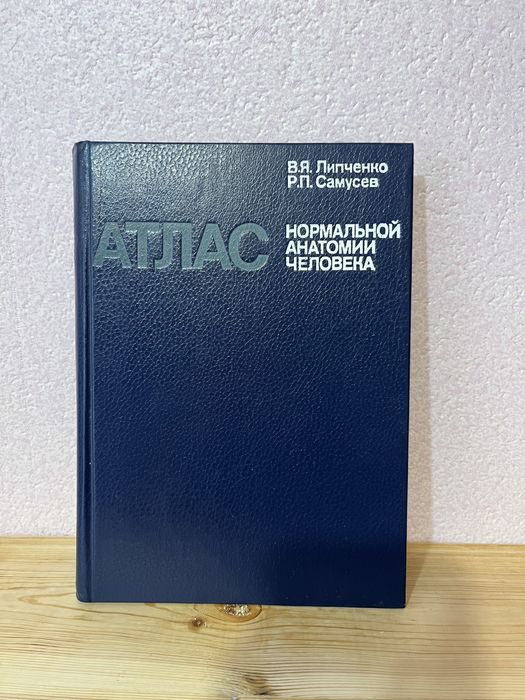 В.Я. Липченко
Р.П. Самусев
АТЛАС
НОРМАЛЬНОЙ
АНАТОМИИ
ЧЕЛОВЕКА